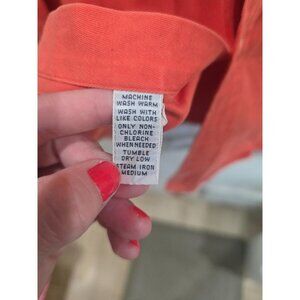 MACHINE
WASH WARM
WASH WITH
LIKE COLORS
ONLY NON-
CHLORINE
BLEACH
WHEN NEEDED
TUMBLE
DRY LOW
STEAM IRON
MEDIUM